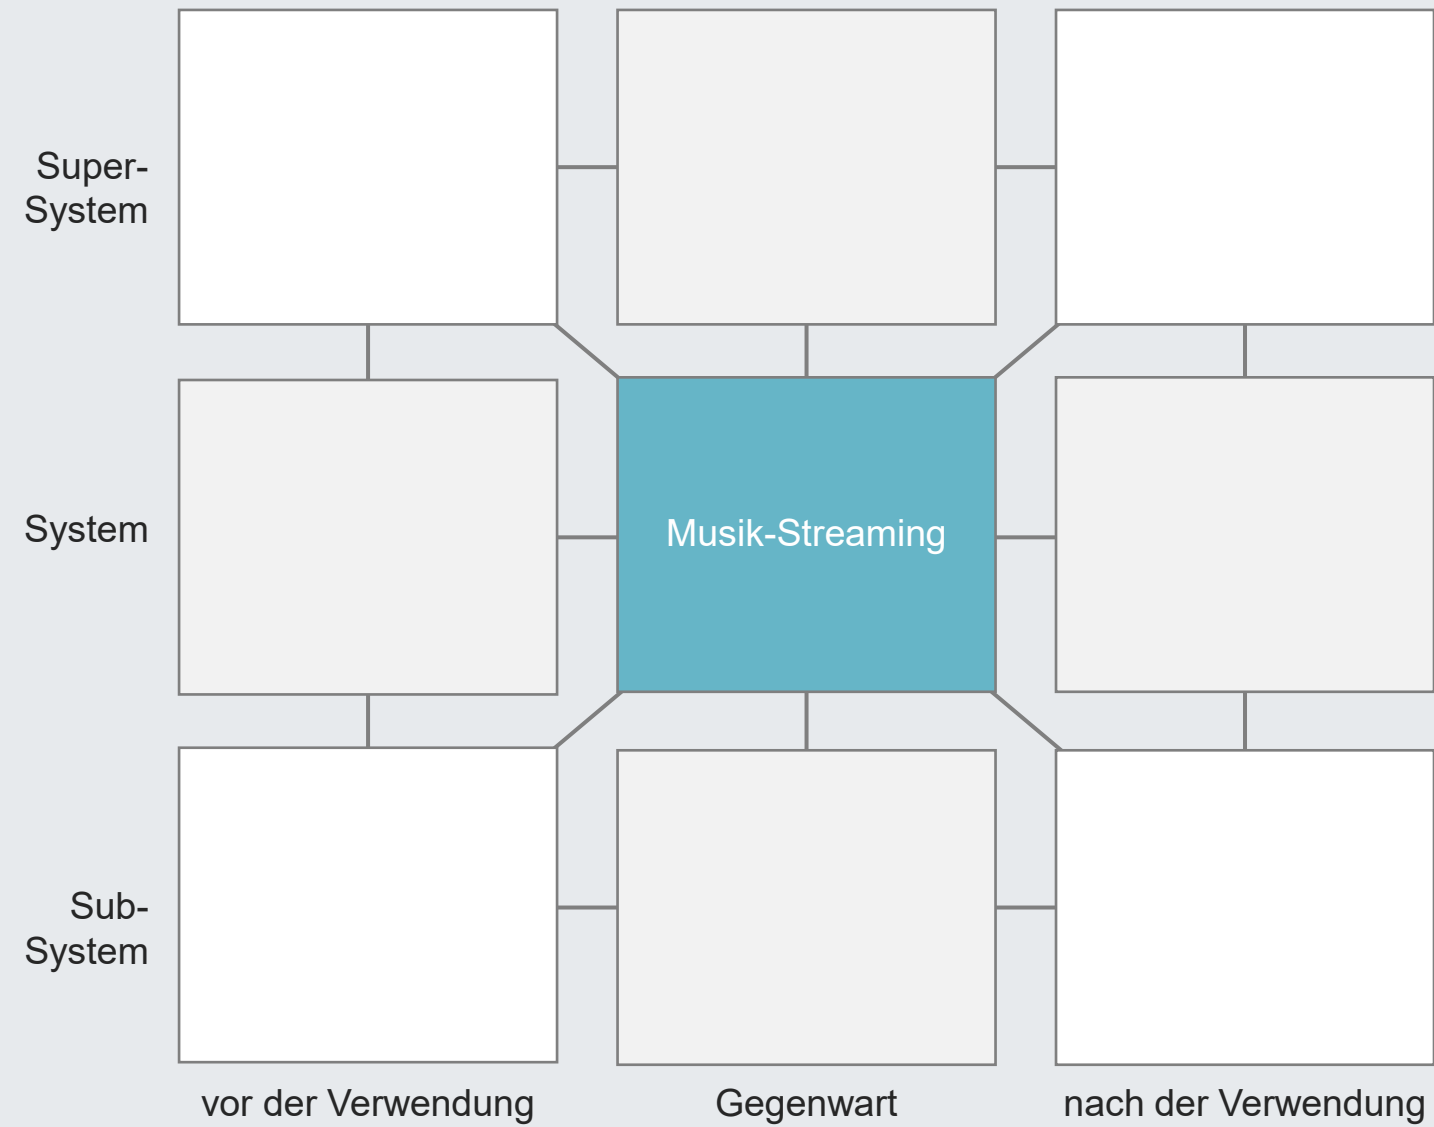 Super-
System
System
Musik-Streaming
Sub-
System
vor der Verwendung
Gegenwart
nach der Verwendung